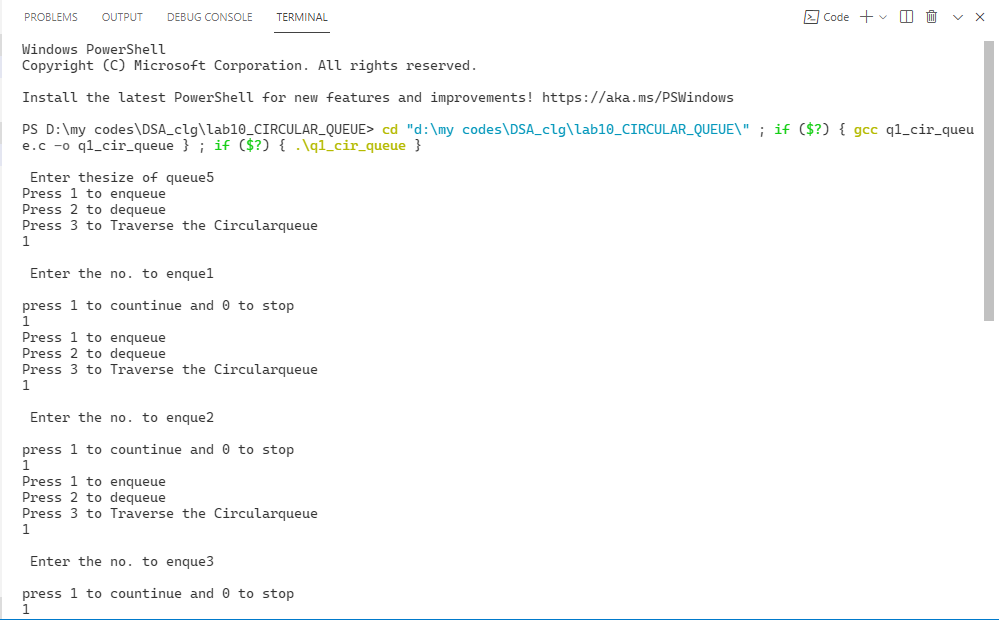 PROBLEMS OUTPUT DEBUG CONSOLE TERMINAL Code
Windows PowerShell
Copyright (C) Microsoft Corporation. All rights reserved.
Install the latest PowerShell for new features and improvements! https://aka.ms/PSWindows
PS D:\my codes\DSA_clg\lab10_CIRCULAR_QUEUE> cd "d:\my codes\DSA_clg\lab10_CIRCULAR_QUEUE\" ; if ($?) { gcc q1_cir_queu
e.c -o q1_cir_queue } ; if ($?) { .\q1_cir_queue }
Enter thesize of queue5
Press 1 to enqueue
Press 2 to dequeue
Press 3 to Traverse the Circularqueue
1
Enter the no. to enque1
press 1 to countinue and 0 to stop
1
Press 1 to enqueue
Press 2 to dequeue
Press 3 to Traverse the Circularqueue
1
Enter the no. to enque2
press 1 to countinue and 0 to stop
1
Press 1 to enqueue
Press 2 to dequeue
Press 3 to Traverse the Circularqueue
1
Enter the no. to enque3
press 1 to countinue and 0 to stop
1